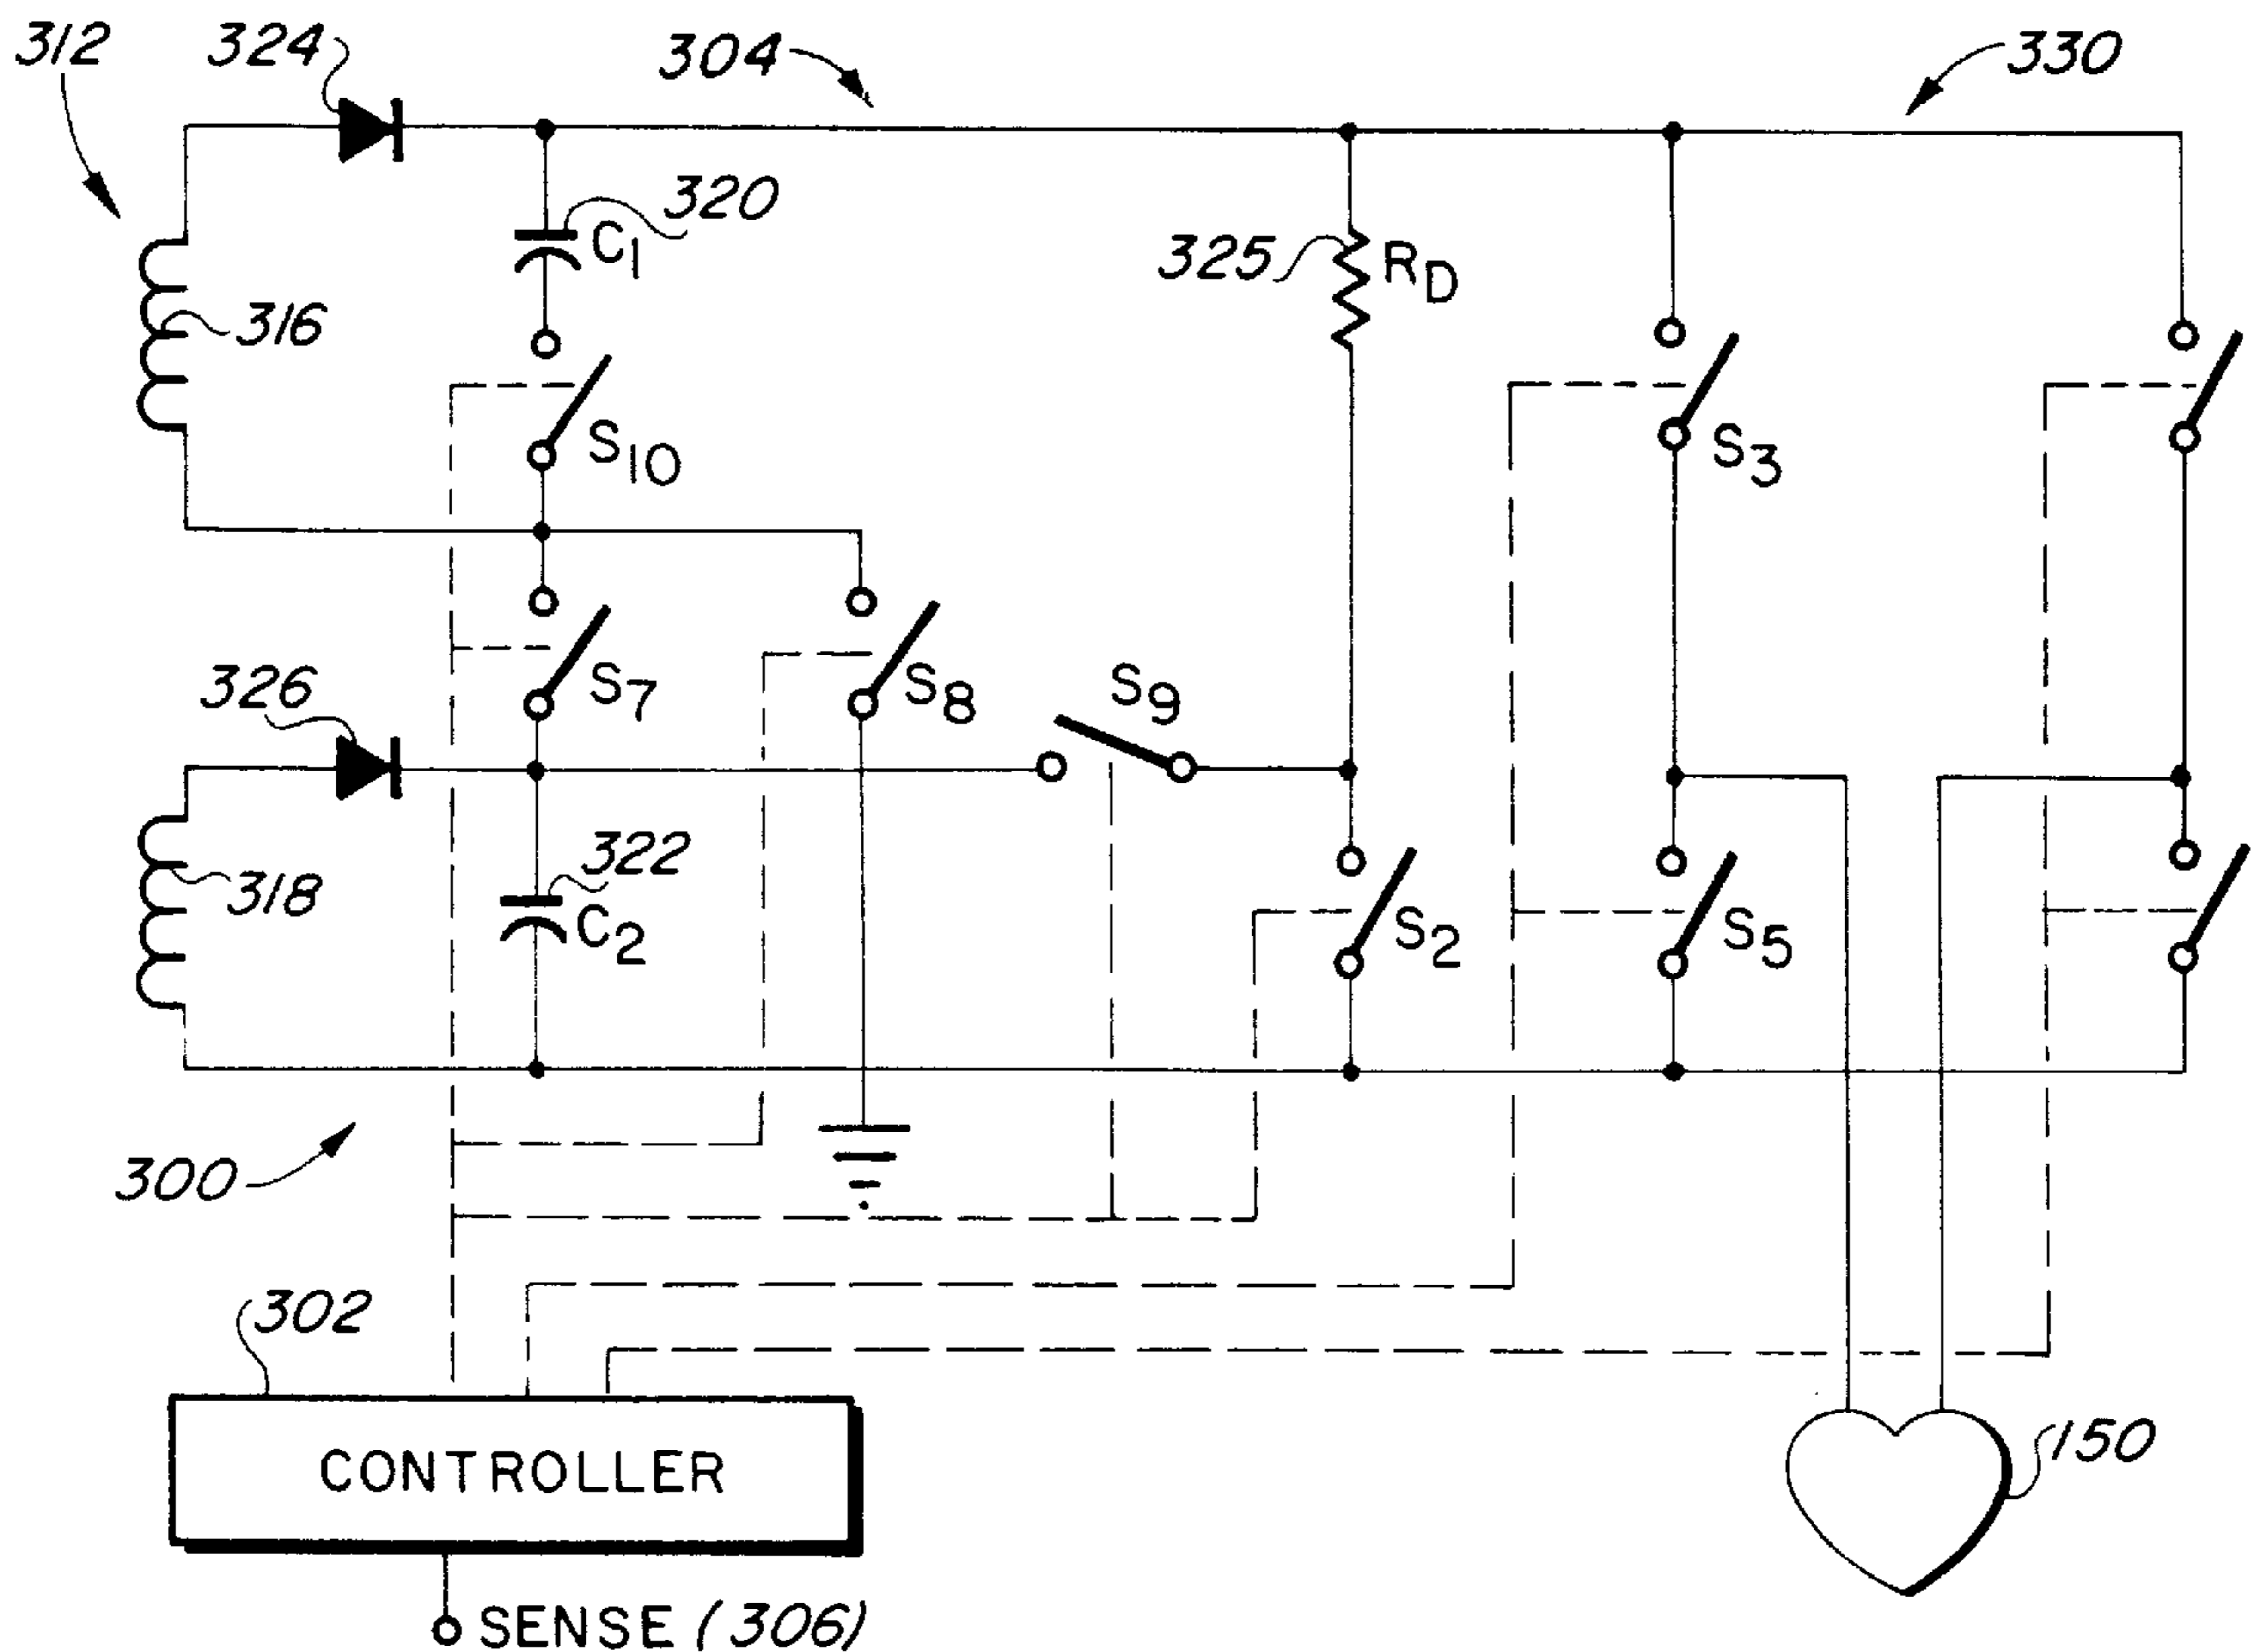 312
324
304
330
320
C1
325
RD
316
S10
S3
326
S7
S8
S9
318
322
C2
S2
S5
300
302
CONTROLLER
150
SENSE (306)